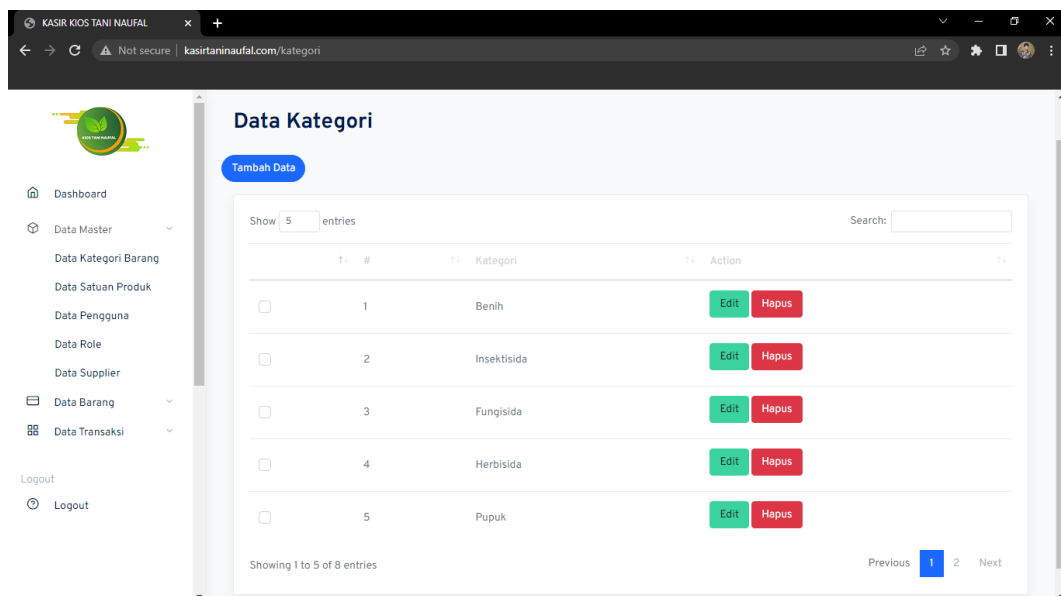 KASIR KIOS TANI NAUFAL
Not secure | kasirtaninaufal.com/kategori
KIOS TANI NAUFAL
Dashboard
Data Master
Data Kategori Barang
Data Satuan Produk
Data Pengguna
Data Role
Data Supplier
Data Barang
Data Transaksi
Logout
Logout
Data Kategori
Tambah Data
Show 5 entries Search:
# Kategori Action
1 Benih Edit Hapus
2 Insektisida Edit Hapus
3 Fungisida Edit Hapus
4 Herbisida Edit Hapus
5 Pupuk Edit Hapus
Showing 1 to 5 of 8 entries Previous 1 2 Next